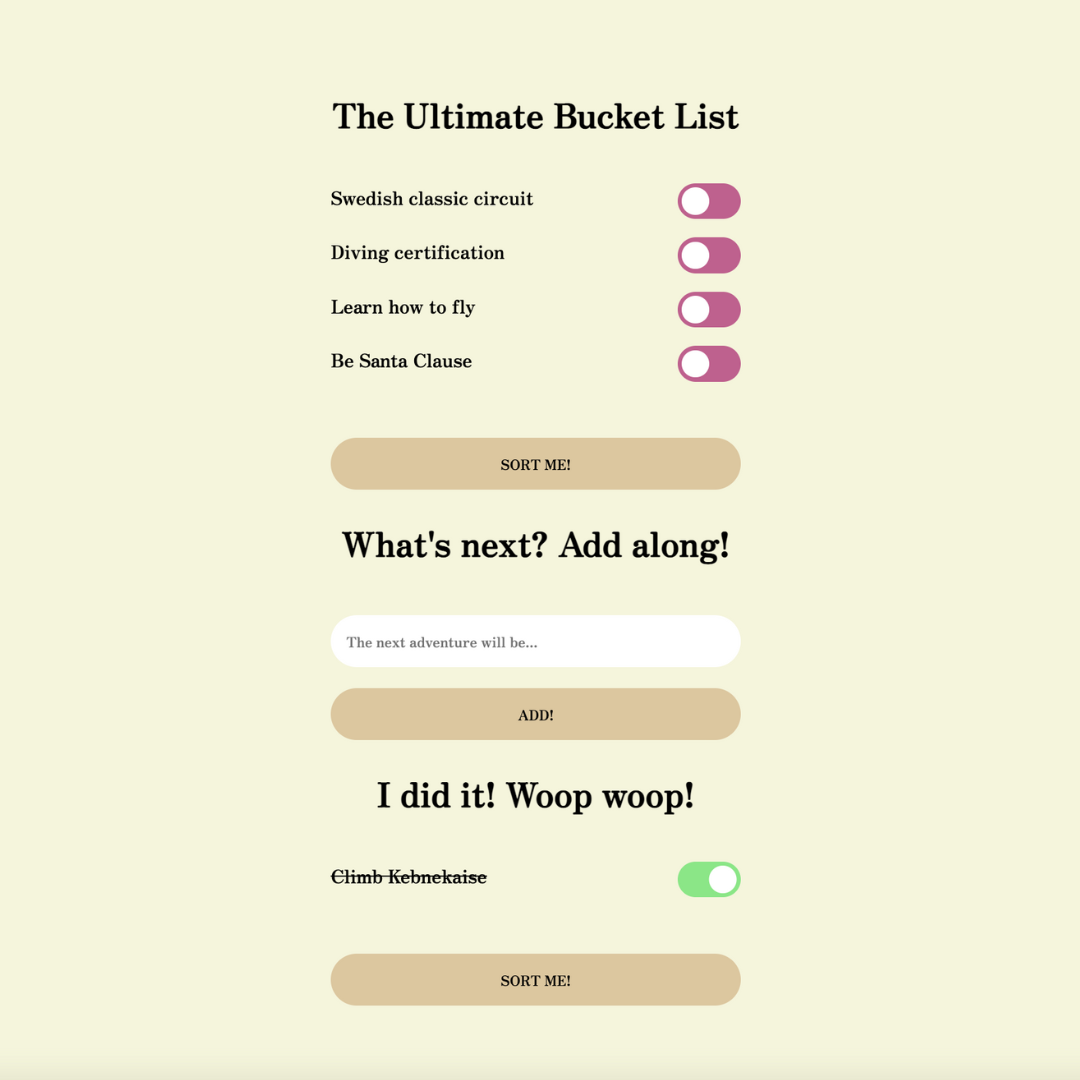 The Ultimate Bucket List
Swedish classic circuit
Diving certification
Learn how to fly
Be Santa Clause
SORT ME!
What's next? Add along!
The next adventure will be...
ADD!
I did it! Woop woop!
Climb Kebnekaise
SORT ME!